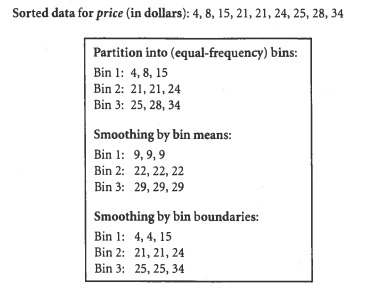 Sorted data for price (in dollars): 4, 8, 15, 21, 21, 24, 25, 28, 34
Partition into (equal-frequency) bins:
Bin 1: 4, 8, 15
Bin 2: 21, 21, 24
Bin 3: 25, 28, 34
Smoothing by bin means:
Bin 1: 9, 9, 9
Bin 2: 22, 22, 22
Bin 3: 29, 29, 29
Smoothing by bin boundaries:
Bin 1: 4, 4, 15
Bin 2: 21, 21, 24
Bin 3: 25, 25, 34